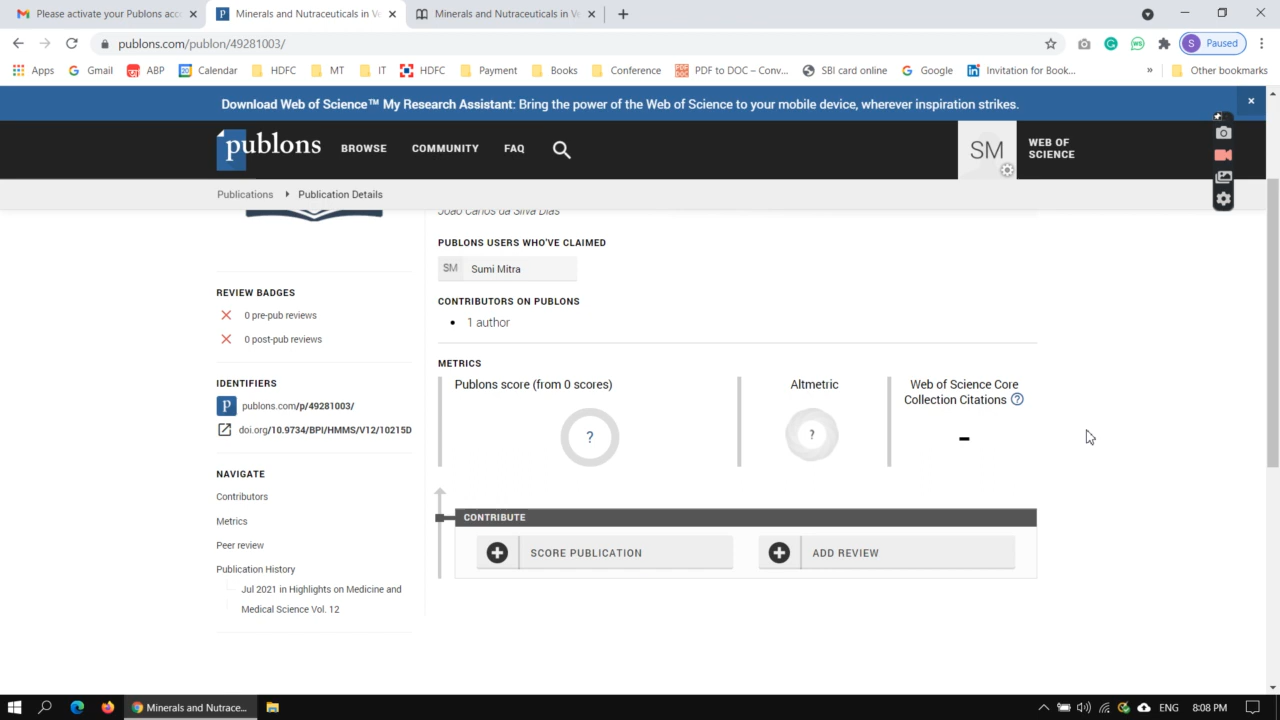 Please activate your Publons acc
Minerals and Nutraceuticals in Ve
Minerals and Nutraceuticals in Ve
publons.com/publon/49281003/
S Paused
Apps Gmail ABP Calendar HDFC MT IT HDFC Payment Books Conference PDF to DOC – Conv... SBI card online Google Invitation for Book... » Other bookmarks
Download Web of Science™ My Research Assistant: Bring the power of the Web of Science to your mobile device, wherever inspiration strikes.
publons BROWSE COMMUNITY FAQ SM WEB OF SCIENCE
Publications Publication Details
João Carlos da Silva Dias
PUBLONS USERS WHO'VE CLAIMED
SM Sumi Mitra
CONTRIBUTORS ON PUBLONS
1 author
REVIEW BADGES
0 pre-pub reviews
0 post-pub reviews
IDENTIFIERS
P publons.com/p/49281003/
doi.org/10.9734/BPI/HMMS/V12/10215D
NAVIGATE
Contributors
Metrics
Peer review
Publication History
Jul 2021 in Highlights on Medicine and
Medical Science Vol. 12
METRICS
Publons score (from 0 scores)
?
Altmetric
?
Web of Science Core
Collection Citations ?
-
CONTRIBUTE
SCORE PUBLICATION
ADD REVIEW
Minerals and Nutrace...
ENG 8:08 PM